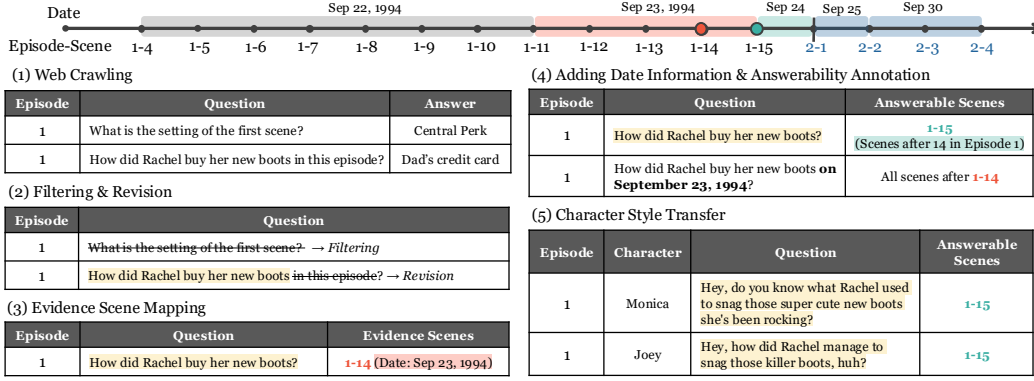 Date
Sep 22, 1994
Sep 23, 1994
Sep 24
Sep 25
Sep 30
Episode-Scene
1-4
1-5
1-6
1-7
1-8
1-9
1-10
1-11
1-12
1-13
1-14
1-15
2-1
2-2
2-3
2-4
(1) Web Crawling
Episode Question Answer
1 What is the setting of the first scene? Central Perk
1 How did Rachel buy her new boots in this episode? Dad's credit card
(2) Filtering & Revision
Episode Question
1 What is the setting of the first scene? → Filtering
1 How did Rachel buy her new boots in this episode? → Revision
(3) Evidence Scene Mapping
Episode Question Evidence Scenes
1 How did Rachel buy her new boots? 1-14 (Date: Sep 23, 1994)
(4) Adding Date Information & Answerability Annotation
Episode Question Answerable Scenes
1 How did Rachel buy her new boots? 1-15
(Scenes after 14 in Episode 1)
1 How did Rachel buy her new boots on
September 23, 1994? All scenes after 1-14
(5) Character Style Transfer
Episode Character Question Answerable
Scenes
1 Monica Hey, do you know what Rachel used
to snag those super cute new boots
she's been rocking? 1-15
1 Joey Hey, how did Rachel manage to
snag those killer boots, huh? 1-15